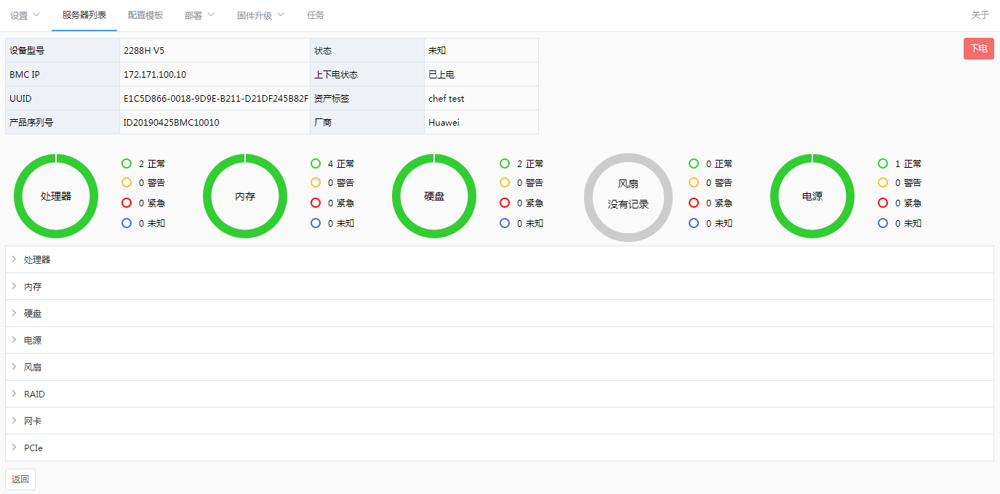 设置 服务器列表 配置模板 部署 固件升级 任务 关于
下电
设备型号 2288H V5 状态 未知
BMC IP 172.171.100.10 上下电状态 已上电
UUID E1C5D866-0018-9D9E-B211-D21DF245B82F 资产标签 chef test
产品序列号 ID20190425BMC10010 厂商 Huawei
处理器
2 正常
0 警告
0 紧急
0 未知
内存
4 正常
0 警告
0 紧急
0 未知
硬盘
2 正常
0 警告
0 紧急
0 未知
风扇
没有记录
0 正常
0 警告
0 紧急
0 未知
电源
1 正常
0 警告
0 紧急
0 未知
处理器
内存
硬盘
电源
风扇
RAID
网卡
PCIe
返回